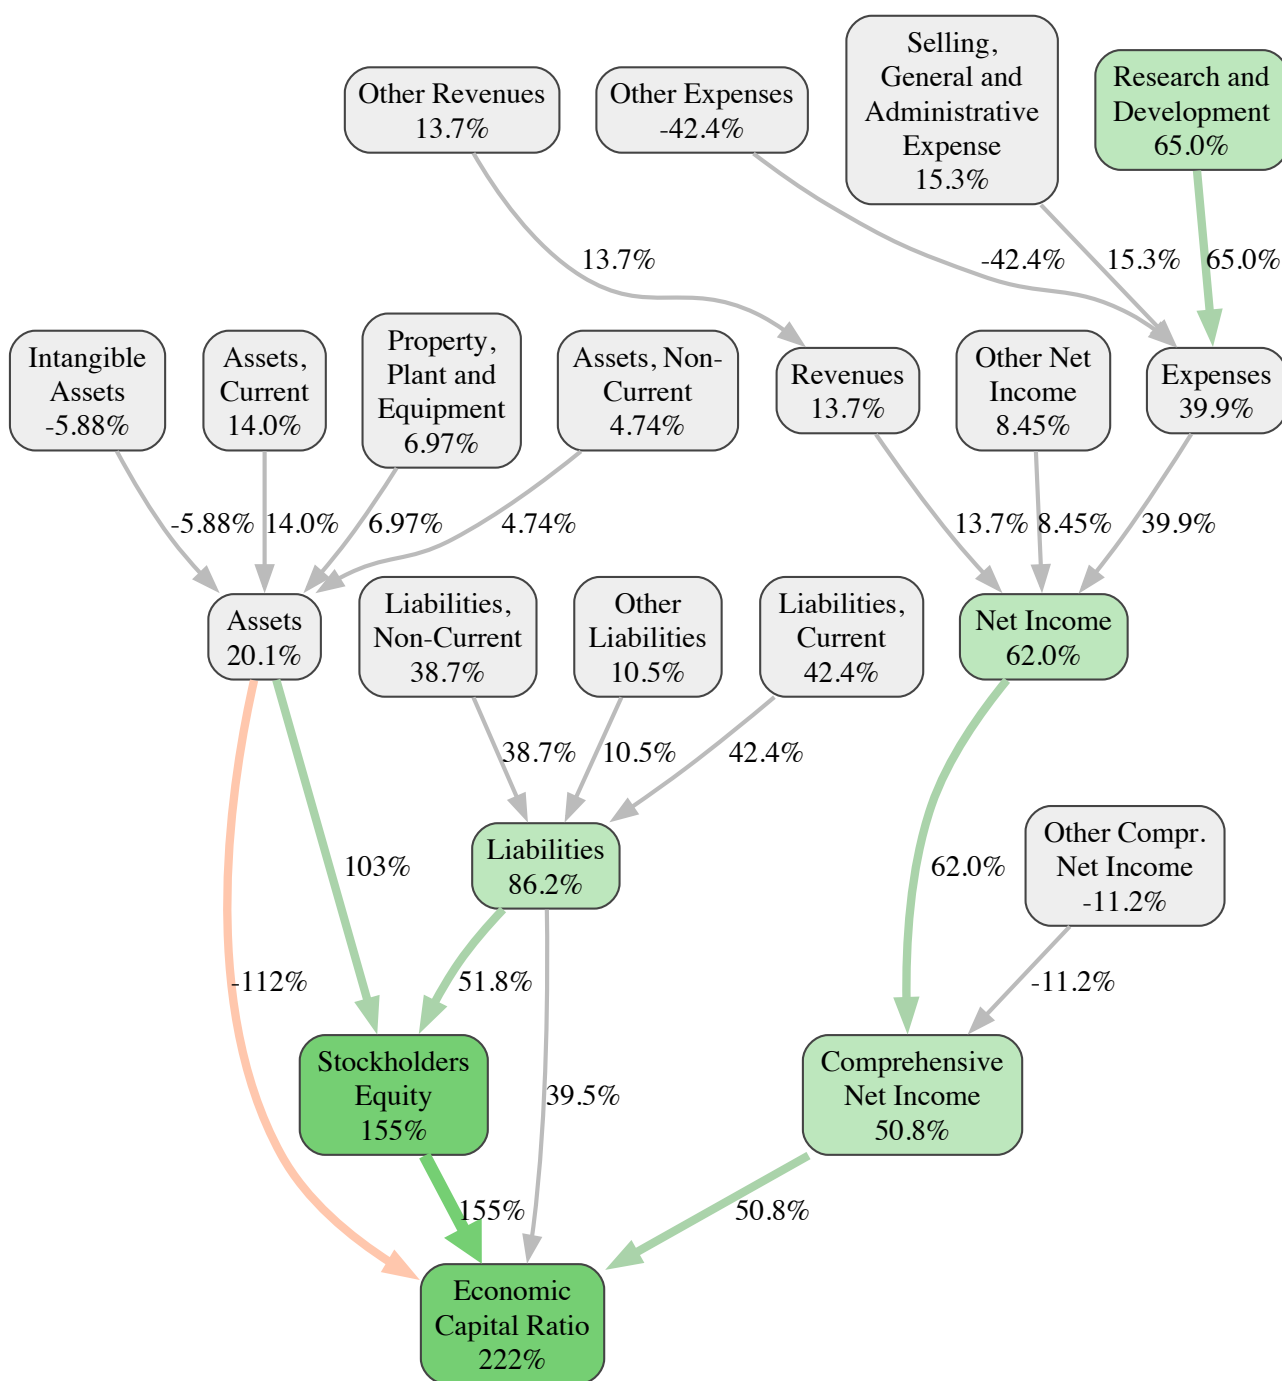 Selling,
General and
Administrative
Expense
15.3%
Research and
Development
65.0%
Other Revenues
13.7%
Other Expenses
-42.4%
13.7%
-42.4%
15.3%
65.0%
Intangible
Assets
-5.88%
Assets,
Current
14.0%
Property,
Plant and
Equipment
6.97%
Assets, Non-
Current
4.74%
Revenues
13.7%
Other Net
Income
8.45%
Expenses
39.9%
-5.88%
14.0%
6.97%
4.74%
13.7%
8.45%
39.9%
Assets
20.1%
Liabilities,
Non-Current
38.7%
Other
Liabilities
10.5%
Liabilities,
Current
42.4%
Net Income
62.0%
38.7%
10.5%
42.4%
Liabilities
86.2%
103%
62.0%
Other Compr.
Net Income
-11.2%
-112%
51.8%
-11.2%
Stockholders
Equity
155%
39.5%
Comprehensive
Net Income
50.8%
155%
50.8%
Economic
Capital Ratio
222%